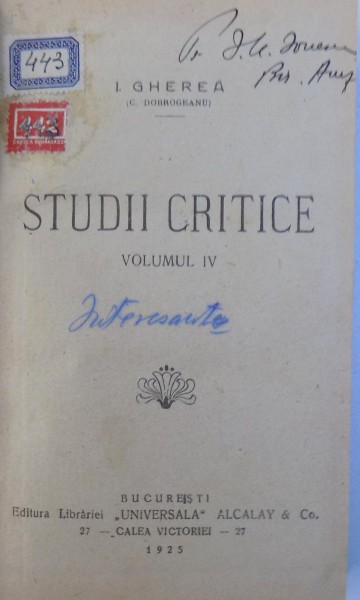 443
443
I. GHEREA
(C. DOBROGEANU)
STUDII CRITICE
VOLUMUL IV
Interesante
BUCUREȘTI
Editura Librăriei „UNIVERSALA" ALCALAY & Co.
27 — CALEA VICTORIEI — 27
1925